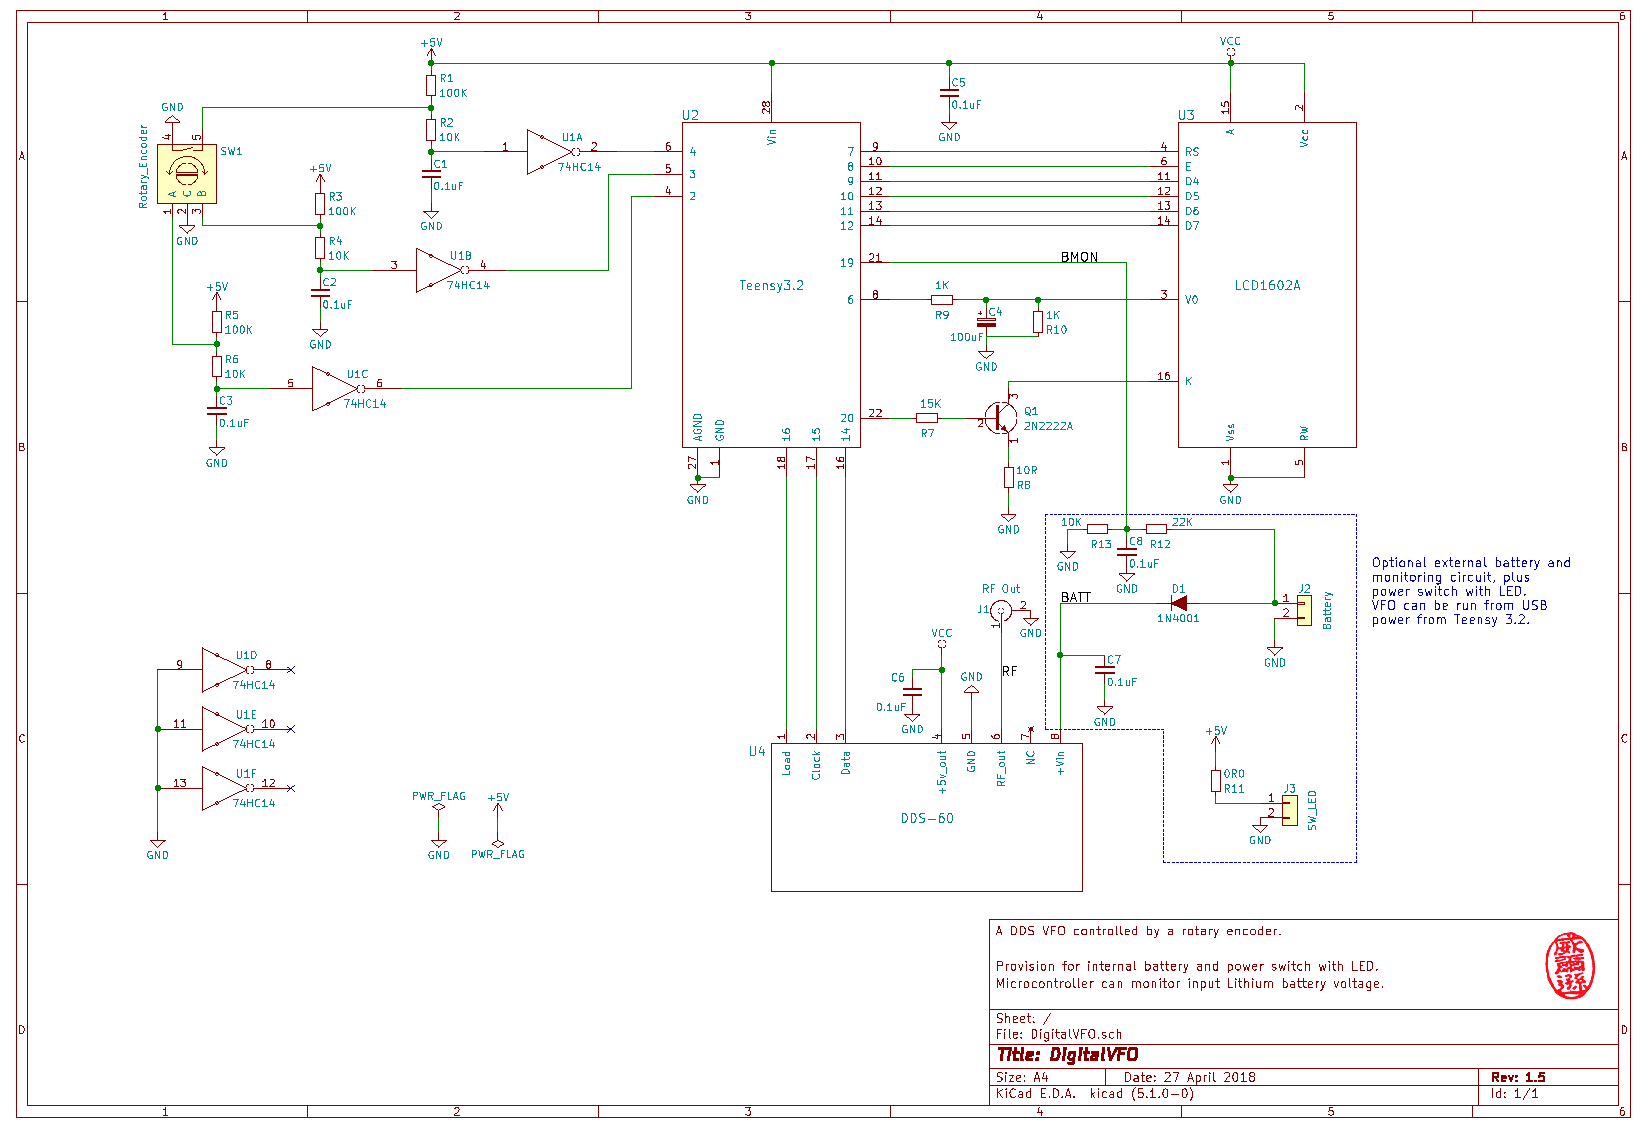 1 2 3 4 5 6
A
B
C
D
+5V
R1
100K
R2
10K
C1
0.1uF
GND
GND
4 5
SW1
Rotary_Encoder
A C B
1 2 3
GND
+5V
R3
100K
R4
10K
C2
0.1uF
GND
+5V
R5
100K
R6
10K
C3
0.1uF
GND
1 U1A 2
74HC14
3 U1B 4
74HC14
5 U1C 6
74HC14
U2
28
Vin
6 4
5 3
4 2
Teensy3.2
7 9
8 10
9 11
10 12
11 13
12 14
19 21
6 8
20 22
AGND GND 16 15 14
27 1 18 17 16
GND
C5
0.1uF
GND
VCC
U3
15 2
A Vcc
4 RS
6 E
11 D4
12 D5
13 D6
14 D7
LCD1602A
3 V0
16 K
Vss RW
1 5
GND
BMON
1K
R9
C4
100uF
1K
R10
GND
15K
R7
3
2
1
Q1
2N2222A
10R
R8
GND
10K
R13
22K
R12
C8
0.1uF
GND
GND
BATT
D1
1N4001
J2
1
2
Battery
GND
C7
0.1uF
GND
+5V
0R0
R11
J3
1
2
SW_LED
GND
Optional external battery and
monitoring circuit, plus
power switch with LED.
VFO can be run from USB
power from Teensy 3.2.
RF Out
J1
2
1
GND
RF
VCC
C6
0.1uF
GND
GND
U4
1 2 3 4 5 6 7 8
Load Clock Data +5v_out GND RF_out NC +Vin
DDS-60
9 U1D 8
74HC14
11 U1E 10
74HC14
13 U1F 12
74HC14
GND
PWR_FLAG
GND
+5V
PWR_FLAG
A DDS VFO controlled by a rotary encoder.
Provision for internal battery and power switch with LED.
Microcontroller can monitor input Lithium battery voltage.
Sheet: /
File: DigitalVFO.sch
Title: DigitalVFO
Size: A4 Date: 27 April 2018 Rev: 1.5
KiCad E.D.A. kicad (5.1.0-0) Id: 1/1
A
B
C
D
1 2 3 4 5 6